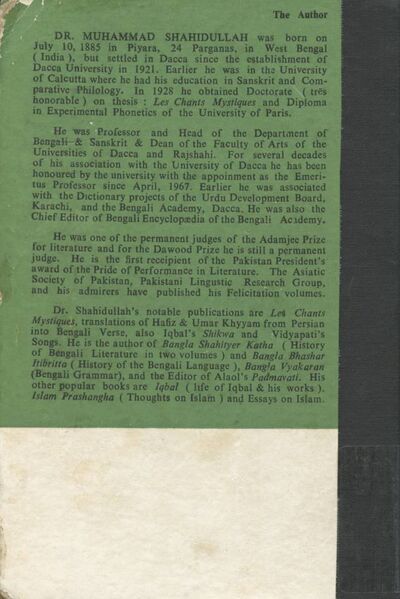 The Author
DR. MUHAMMAD SHAHIDULLAH was born on
July 10, 1885 in Piyara, 24 Parganas, in West Bengal
( India ), but settled in Dacca since the establishment of
Dacca University in 1921. Earlier he was in the University
of Calcutta where he had his education in Sanskrit and Com-
parative Philology. In 1928 he obtained Doctorate ( très
honorable ) on thesis : Les Chants Mystiques and Diploma
in Experimental Phonetics of the University of Paris.
He was Professor and Head of the Department of
Bengali & Sanskrit & Dean of the Faculty of Arts of the
Universities of Dacca and Rajshahi. For several decades
of his association with the University of Dacca he has been
honoured by the university with the appoinment as the Emeri-
tus Professor since April, 1967. Earlier he was associated
with the Dictionary projects of the Urdu Development Board,
Karachi, and the Bengali Academy, Dacca. He was also the
Chief Editor of Bengali Encyclopædia of the Bengali Academy.
He was one of the permanent judges of the Adamjee Prize
for literature and for the Dawood Prize he is still a permanent
judge. He is the first receipient of the Pakistan President's
award of the Pride of Performance in Literature. The Asiatic
Society of Pakistan, Pakistani Lingustic Research Group,
and his admirers have published his Felicitation volumes.
Dr. Shahidullah's notable publications are Les Chants
Mystiques, translations of Hafiz & Umar Khyyam from Persian
into Bengali Verse, also Iqbal's Shikwa and Vidyapati's
Songs. He is the author of Bangla Shahityer Katha ( History
of Bengali Literature in two volumes ) and Bangla Bhashar
Itibritta ( History of the Bengali Language ), Bangla Vyakaran
(Bengali Grammar), and the Editor of Alaol's Padmavati. His
other popular books are Iqbal ( life of Iqbal & his works ).
Islam Prashangha ( Thoughts on Islam ) and Essays on Islam.